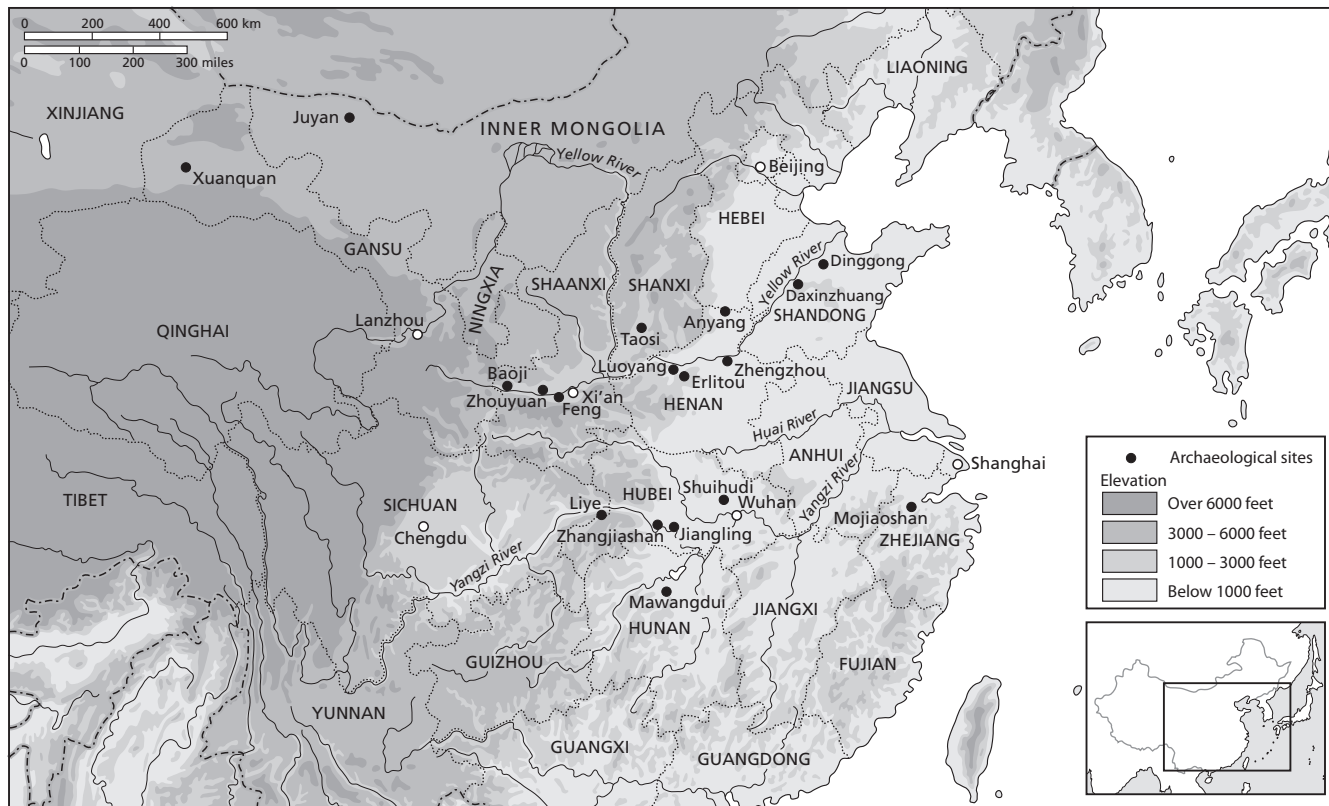 0 200 400 600 km
0 100 200 300 miles
LIAONING
XINJIANG
Juyan
INNER MONGOLIA
Yellow River
Beijing
Xuanquan
HEBEI
GANSU
NINGXIA
SHAANXI
SHANXI
Yellow River
Dinggong
Daxinzhuang
SHANDONG
QINGHAI
Lanzhou
Taosi
Anyang
Baoji
Zhouyuan
Feng
Xi'an
Luoyang
Erlitou
Zhengzhou
HENAN
JIANGSU
Huai River
ANHUI
Shanghai
TIBET
SICHUAN
Chengdu
Liye
HUBEI
Shuihudi
Wuhan
Yangzi River
Zhangjiashan
Jiangling
Mojiaoshan
ZHEJIANG
Yangzi River
Mawangdui
HUNAN
JIANGXI
GUIZHOU
FUJIAN
YUNNAN
GUANGXI
GUANGDONG
Archaeological sites
Elevation
Over 6000 feet
3000 – 6000 feet
1000 – 3000 feet
Below 1000 feet